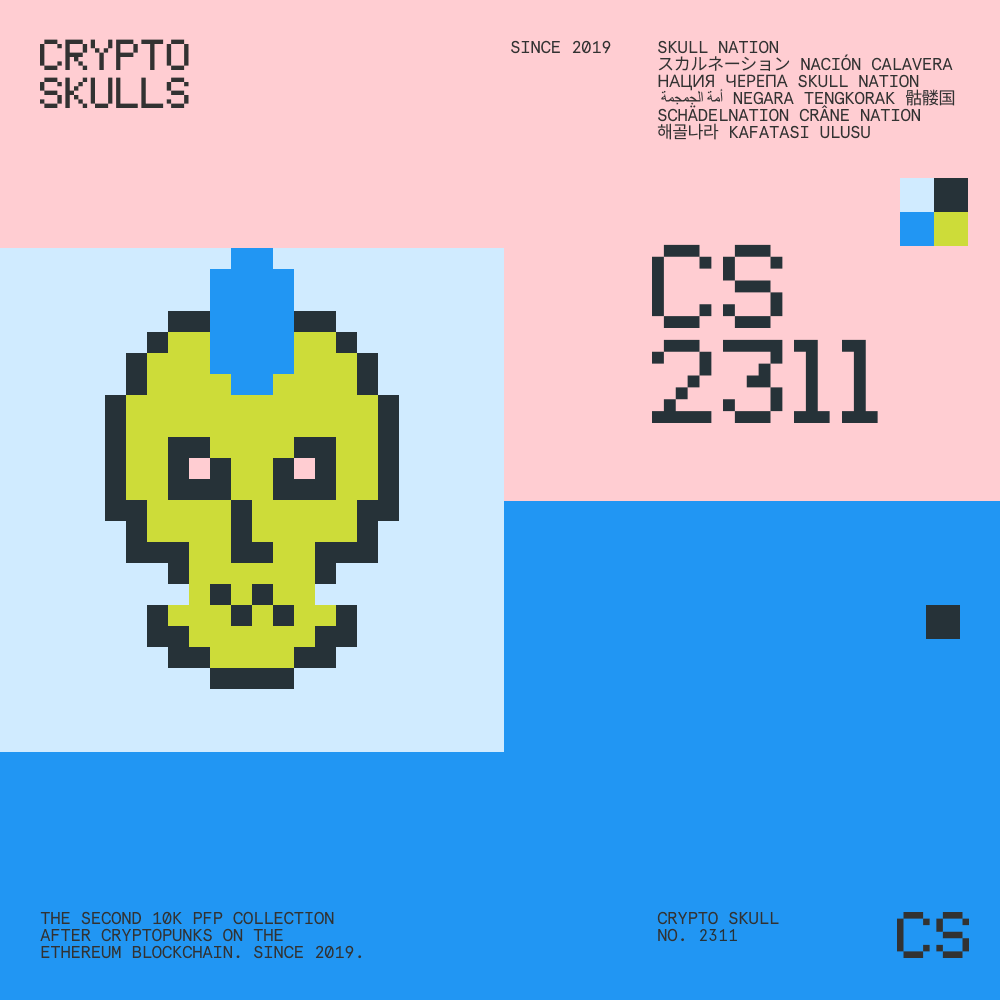 CRYPTO
SKULLS
SINCE 2019
SKULL NATION
スカルネーション NACIÓN CALAVERA
НАЦИЯ ЧЕРЕПА SKULL NATION
أمة الجمجمة NEGARA TENGKORAK 骷髅国
SCHÄDELNATION CRÂNE NATION
해골나라 KAFATASI ULUSU
CS
2311
THE SECOND 10K PFP COLLECTION
AFTER CRYPTOPUNKS ON THE
ETHEREUM BLOCKCHAIN. SINCE 2019.
CRYPTO SKULL
NO. 2311
CS